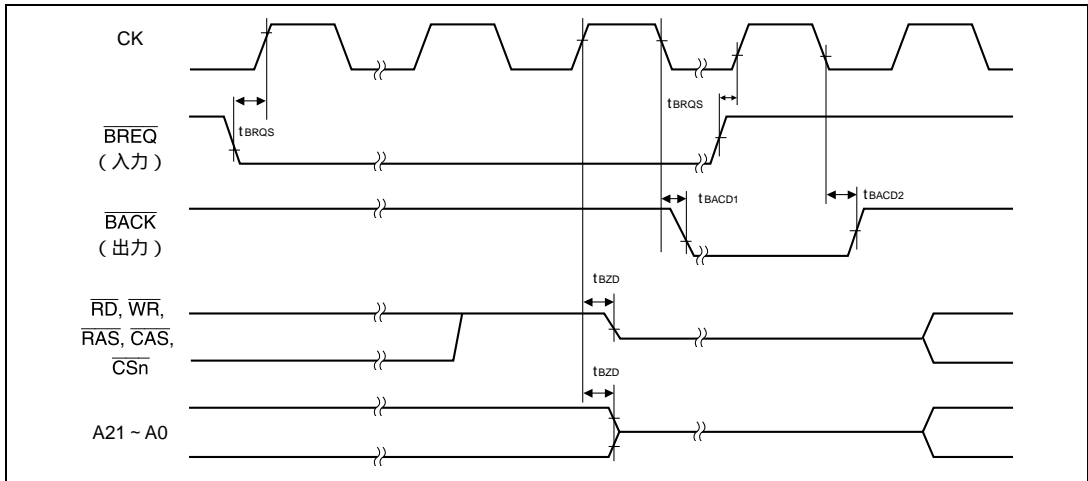 CK
BREQ
tBRQS
tBRQS
（入力）
BACK
tBACD1
tBACD2
（出力）
RD, WR,
tBZD
RAS, CAS,
CSn
tBZD
A21 ~ A0